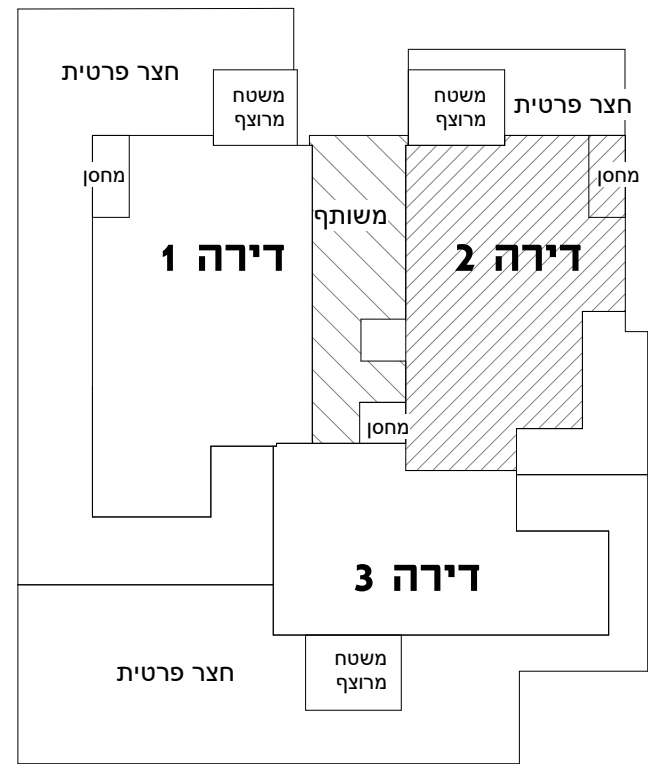 חצר פרטית
משטח
מרוצף
משטח
מרוצף
חצר פרטית
מחסן
מחסן
משותף
דירה 1
דירה 2
מחסן
דירה 3
משטח
מרוצף
חצר פרטית